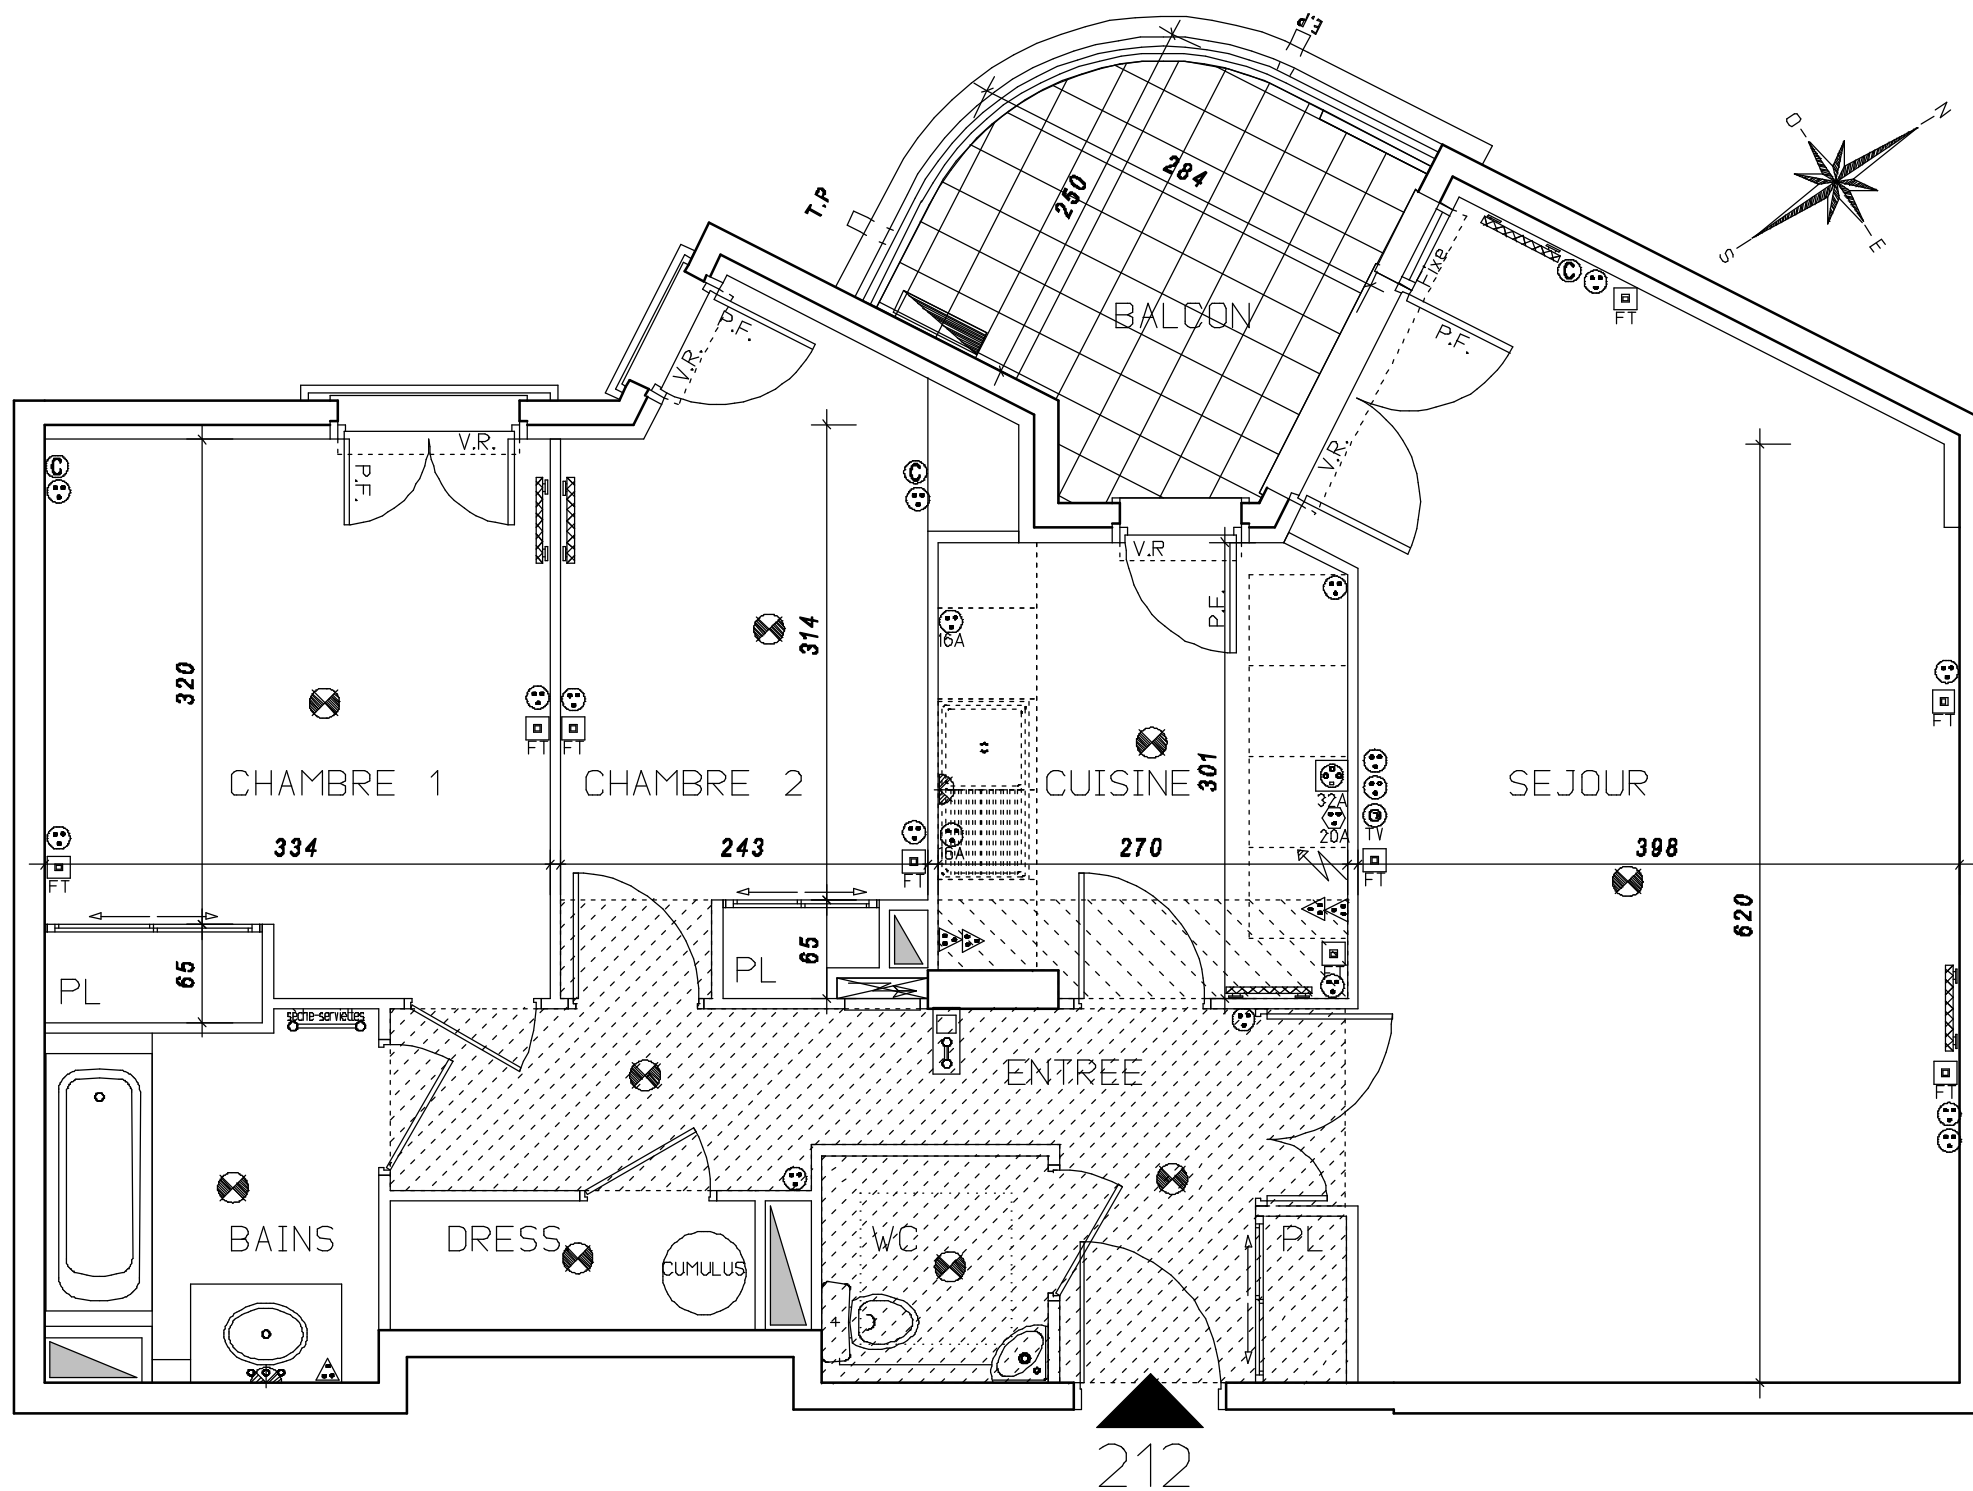 E.P
N
O
T.P
284
250
S
E
Fixe
BALCON
P.F.
V.R.
P.F.
FT
V.R.
C
P.F.
V.R.
C
C
V.R.
V.R
P.F.
16A
314
320
FT
FT
FT
CHAMBRE 1
CHAMBRE 2
CUISINE
301
SEJOUR
32A
20A
TV
334
243
16A
270
398
FT
FT
FT
620
65
PL
65
PL
FT
sèche-serviettes
ENTREE
FT
BAINS
DRESS
CUMULUS
WC
PL
212